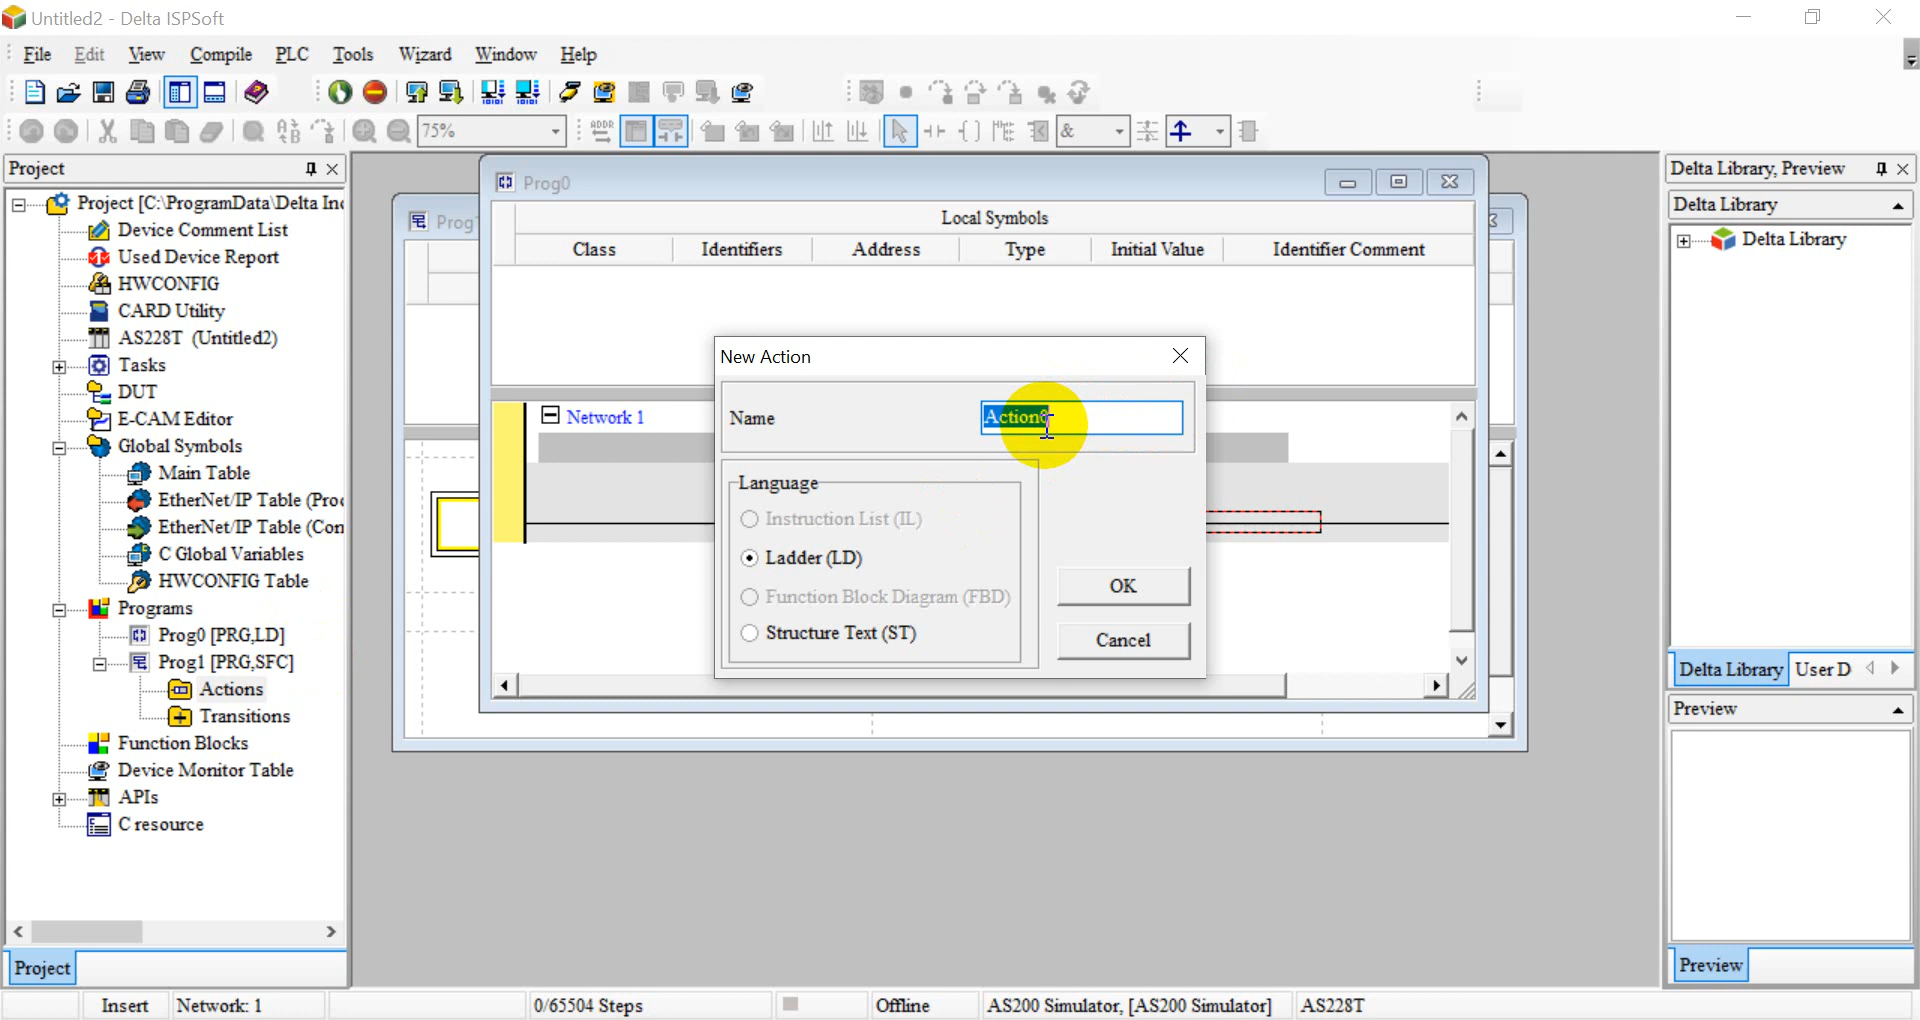 Untitled2 - Delta ISPSoft
File Edit View Compile PLC Tools Wizard Window Help
75%
ADDR
&
Project
Project [C:\ProgramData\Delta Inc
Device Comment List
Used Device Report
HWCONFIG
CARD Utility
AS228T (Untitled2)
Tasks
DUT
E-CAM Editor
Global Symbols
Main Table
EtherNet/IP Table (Proc
EtherNet/IP Table (Con
C Global Variables
HWCONFIG Table
Programs
Prog0 [PRG,LD]
Prog1 [PRG,SFC]
Actions
Transitions
Function Blocks
Device Monitor Table
APIs
C resource
Project
Prog
Prog0
Local Symbols
Class Identifiers Address Type Initial Value Identifier Comment
Network 1
New Action
Name Action0
Language
Instruction List (IL)
Ladder (LD)
Function Block Diagram (FBD)
Structure Text (ST)
OK
Cancel
Delta Library, Preview
Delta Library
Delta Library
Delta Library User D
Preview
Preview
Insert Network: 1 0/65504 Steps Offline AS200 Simulator, [AS200 Simulator] AS228T